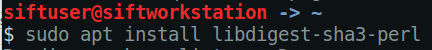 siftuser@siftworkstation -> ~
$ sudo apt install libdigest-sha3-perl